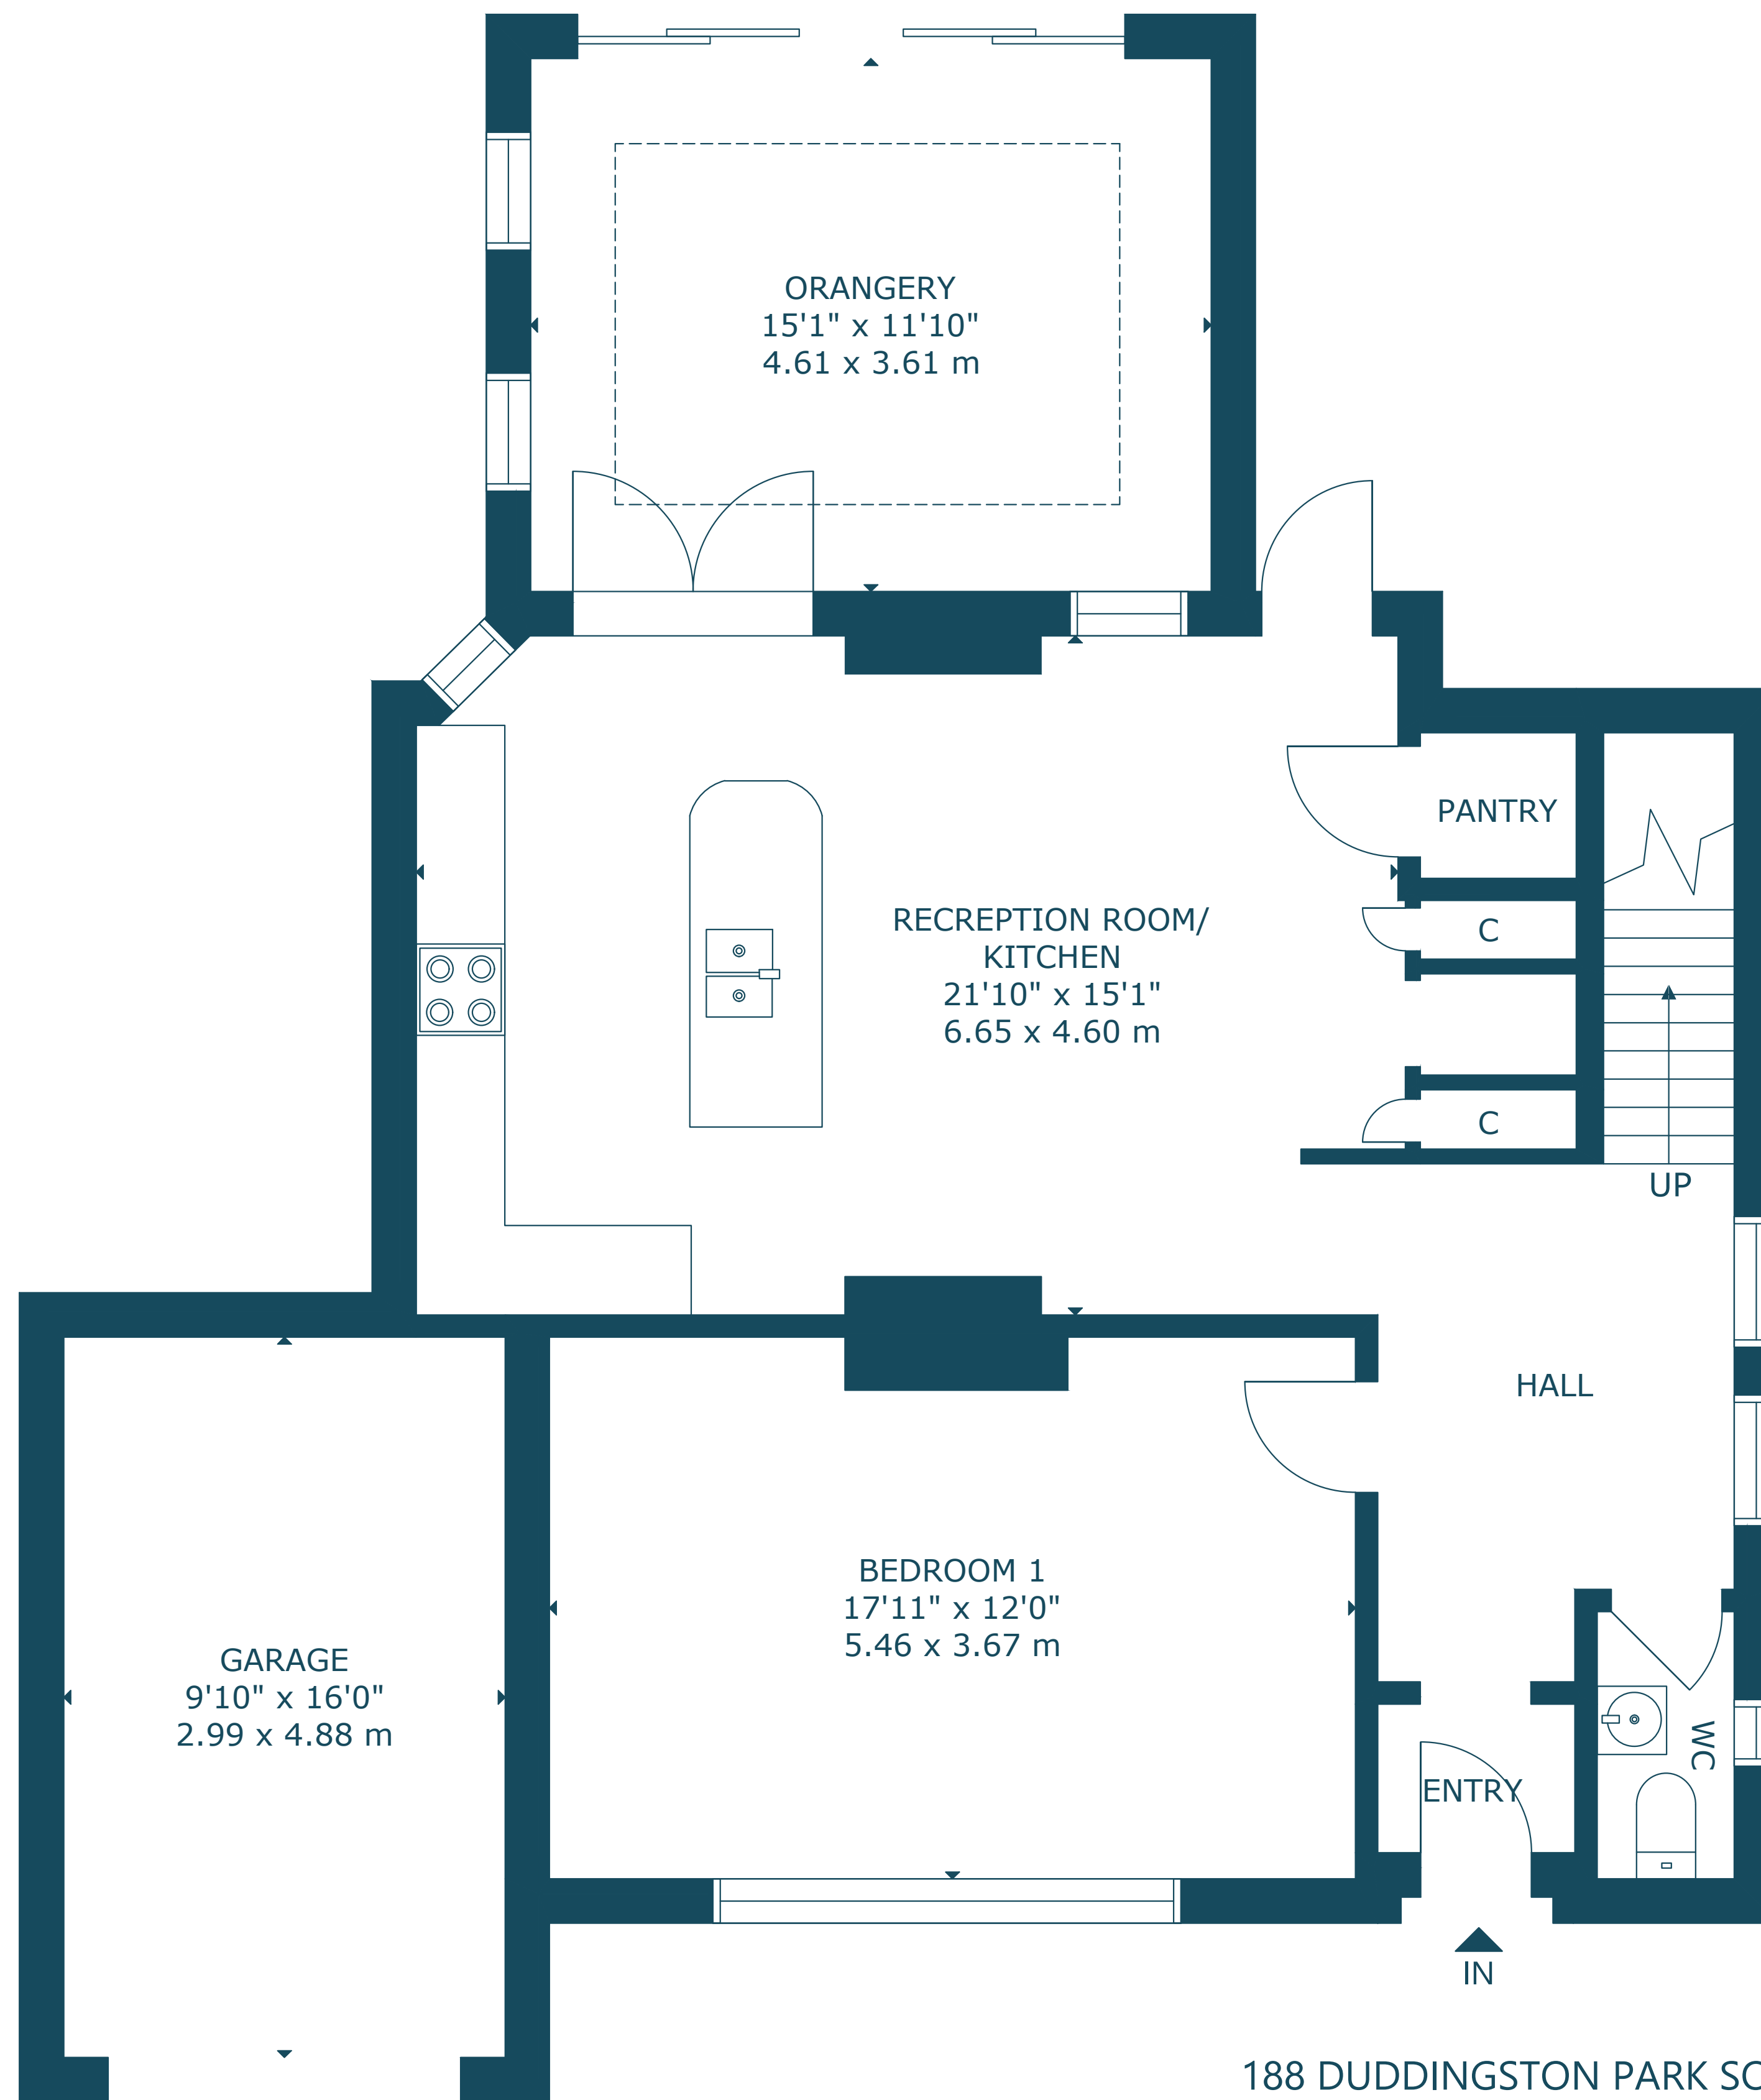 ORANGERY
15'1" x 11'10"
4.61 x 3.61 m
PANTRY
RECREPTION ROOM/
KITCHEN
21'10" x 15'1"
6.65 x 4.60 m
C
C
UP
HALL
BEDROOM 1
17'11" x 12'0"
5.46 x 3.67 m
GARAGE
9'10" x 16'0"
2.99 x 4.88 m
WC
ENTRY
IN
188 DUDDINGSTON PARK